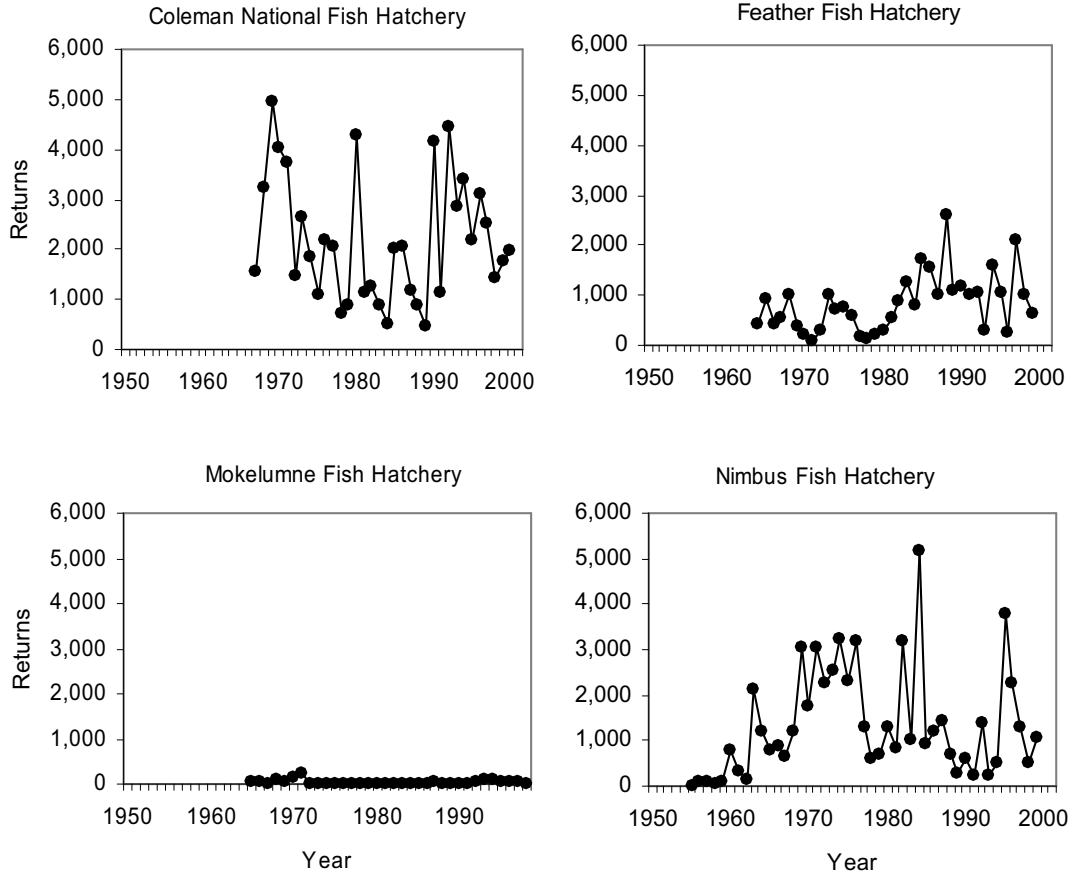 Coleman National Fish Hatchery
6,000
5,000
4,000
3,000
2,000
1,000
0
Returns
1950 1960 1970 1980 1990 2000
Feather Fish Hatchery
6,000
5,000
4,000
3,000
2,000
1,000
0
1950 1960 1970 1980 1990 2000
Mokelumne Fish Hatchery
6,000
5,000
4,000
3,000
2,000
1,000
0
Returns
1950 1960 1970 1980 1990
Year
Nimbus Fish Hatchery
6,000
5,000
4,000
3,000
2,000
1,000
0
1950 1960 1970 1980 1990 2000
Year